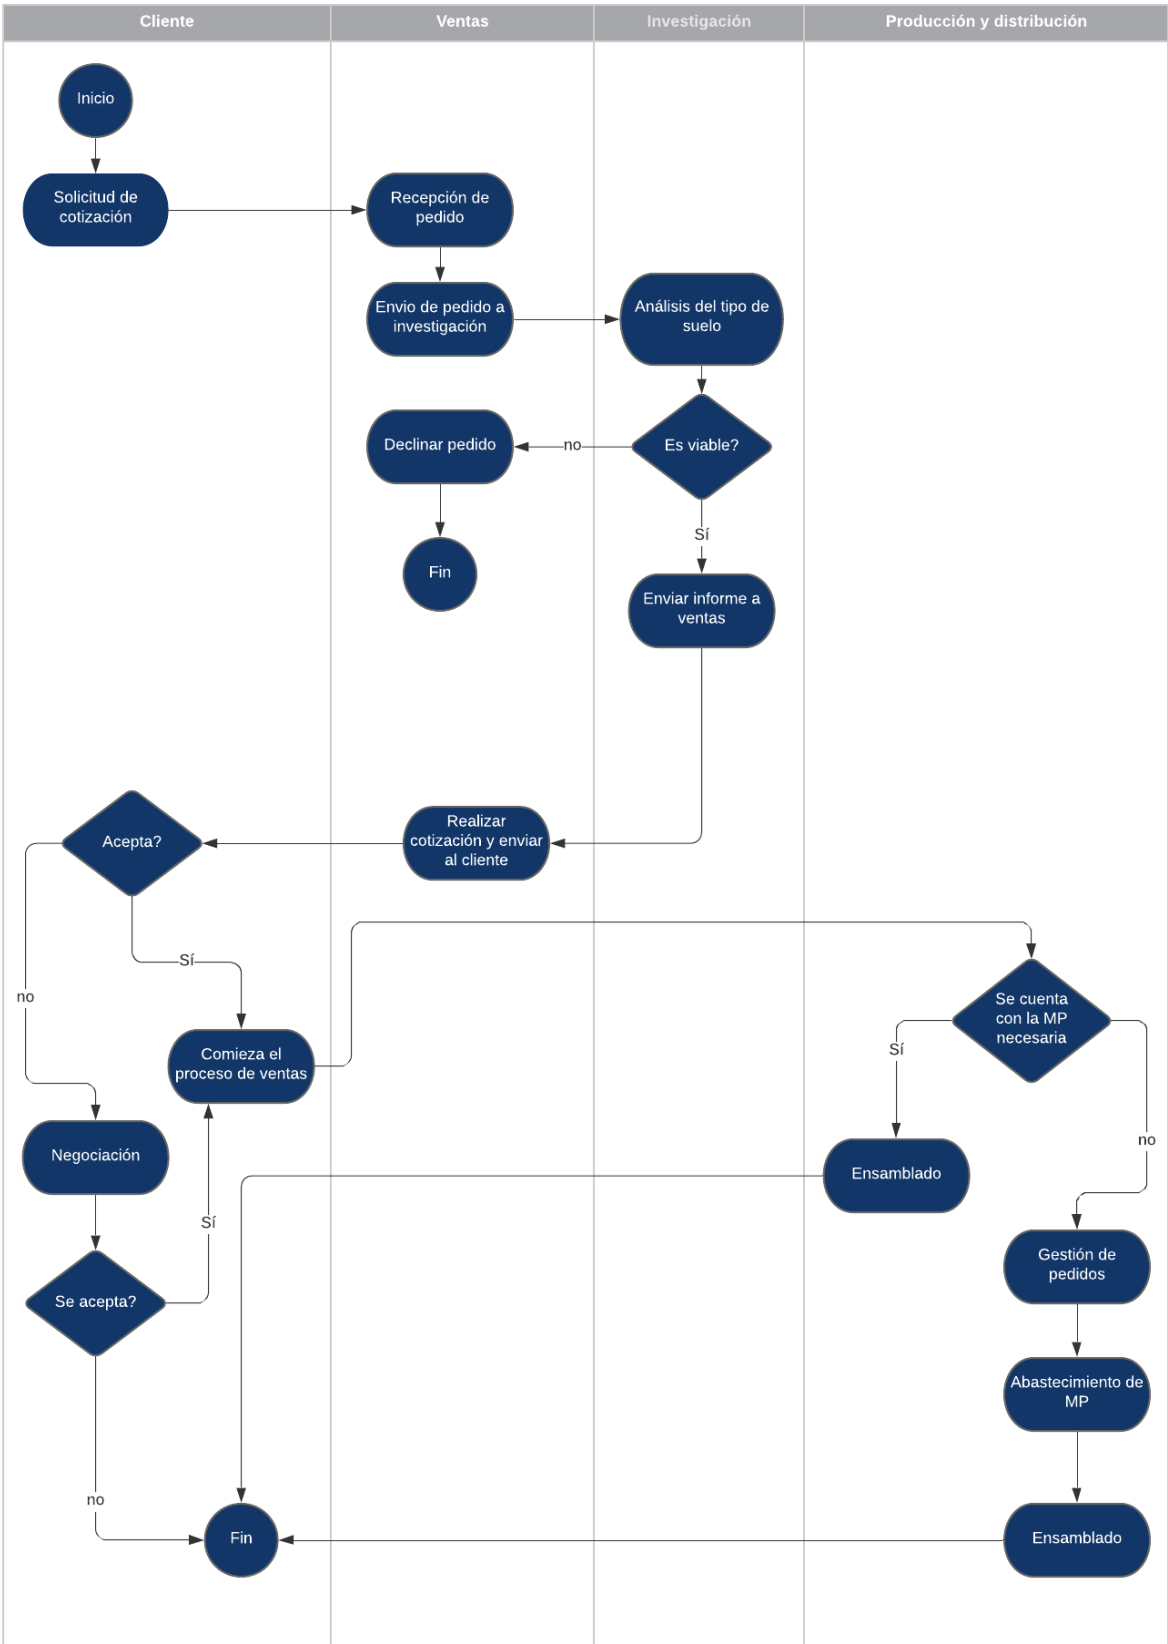 Cliente
Ventas
Investigación
Producción y distribución
Inicio
Solicitud de
cotización
Recepción de
pedido
Envio de pedido a
investigación
Análisis del tipo de
suelo
Declinar pedido
no
Es viable?
Sí
Fin
Enviar informe a
ventas
Acepta?
Realizar
cotización y enviar
al cliente
Sí
no
Se cuenta
con la MP
necesaria
Sí
no
Comieza el
proceso de ventas
Negociación
Ensamblado
Sí
Gestión de
pedidos
Se acepta?
Abastecimiento de
MP
no
Fin
Ensamblado